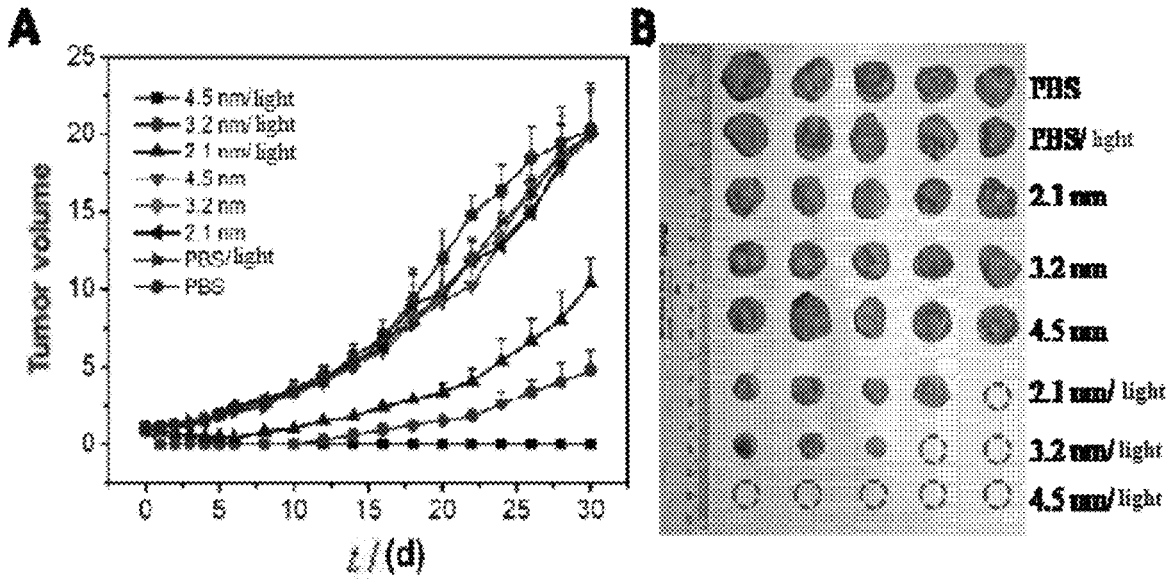 A
25
20
15
10
5
0
Tumor volume
4.5 nm/light
3.2 nm/light
2.1 nm/light
4.5 nm
3.2 nm
2.1 nm
PBS/light
PBS
0 5 10 15 20 25 30
t / (d)
B
PBS
PBS/ light
2.1 nm
3.2 nm
4.5 nm
2.1 nm/ light
3.2 nm/ light
4.5 nm/ light